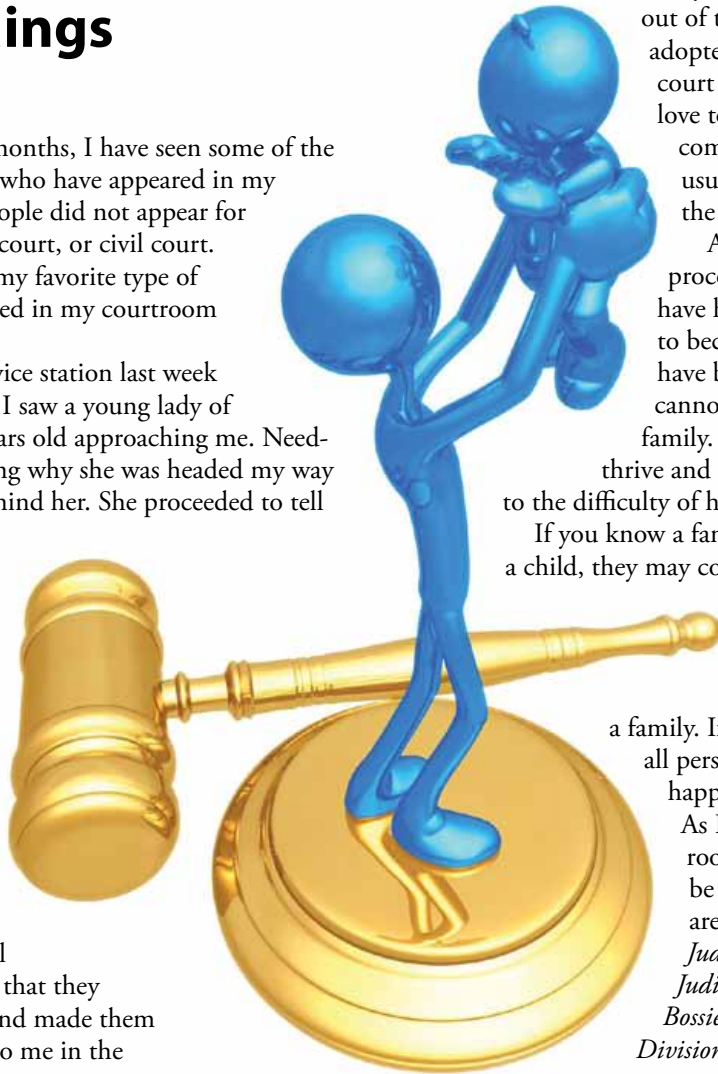 ings
months, I have seen some of the
who have appeared in my
ople did not appear for
court, or civil court.
my favorite type of
ed in my courtroom
vice station last week
I saw a young lady of
ars old approaching me. Need-
ng why she was headed my way
hind her. She proceeded to tell
l
that they
nd made them
o me in the
out of t
adopte
court
love to
com
usu
the
A
proce
have h
to bec
have b
canno
family.
thrive and
to the difficulty of h
If you know a fam
a child, they may co
a family. I
all pers
happ
As I
roo
be
are
Jud
Judi
Bossie
Division